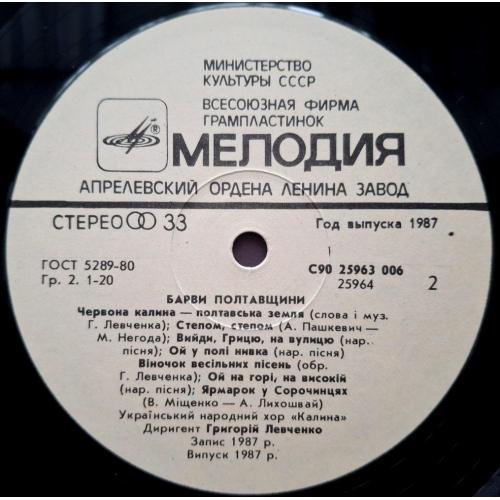 МИНИСТЕРСТВО
КУЛЬТУРЫ СССР
ВСЕСОЮЗНАЯ ФИРМА
ГРАМПЛАСТИНОК
® МЕЛОДИЯ
АПРЕЛЕВСКИЙ ОРДЕНА ЛЕНИНА ЗАВОД
СТЕРЕО 33
Год выпуска 1987
ГОСТ 5289-80
Гр. 2. 1-20
С90 25963 006
25964
2
БАРВИ ПОЛТАВЩИНИ
Червона калина — полтавська земля (слова і муз.
Г. Левченка); Степом, степом (А. Пашкевич —
М. Негода); Вийди, Грицю, на вулицю (нар.
пісня); Ой у полі нивка (нар. пісня)
Віночок весільних пісень (обр.
Г. Левченка); Ой на горі, на високій
(нар. пісня); Ярмарок у Сорочинцях
(В. Міщенко — А. Лихошвай)
Український народний хор «Калина»
Диригент Григорій Левченко
Запис 1987 р.
Випуск 1987 р.